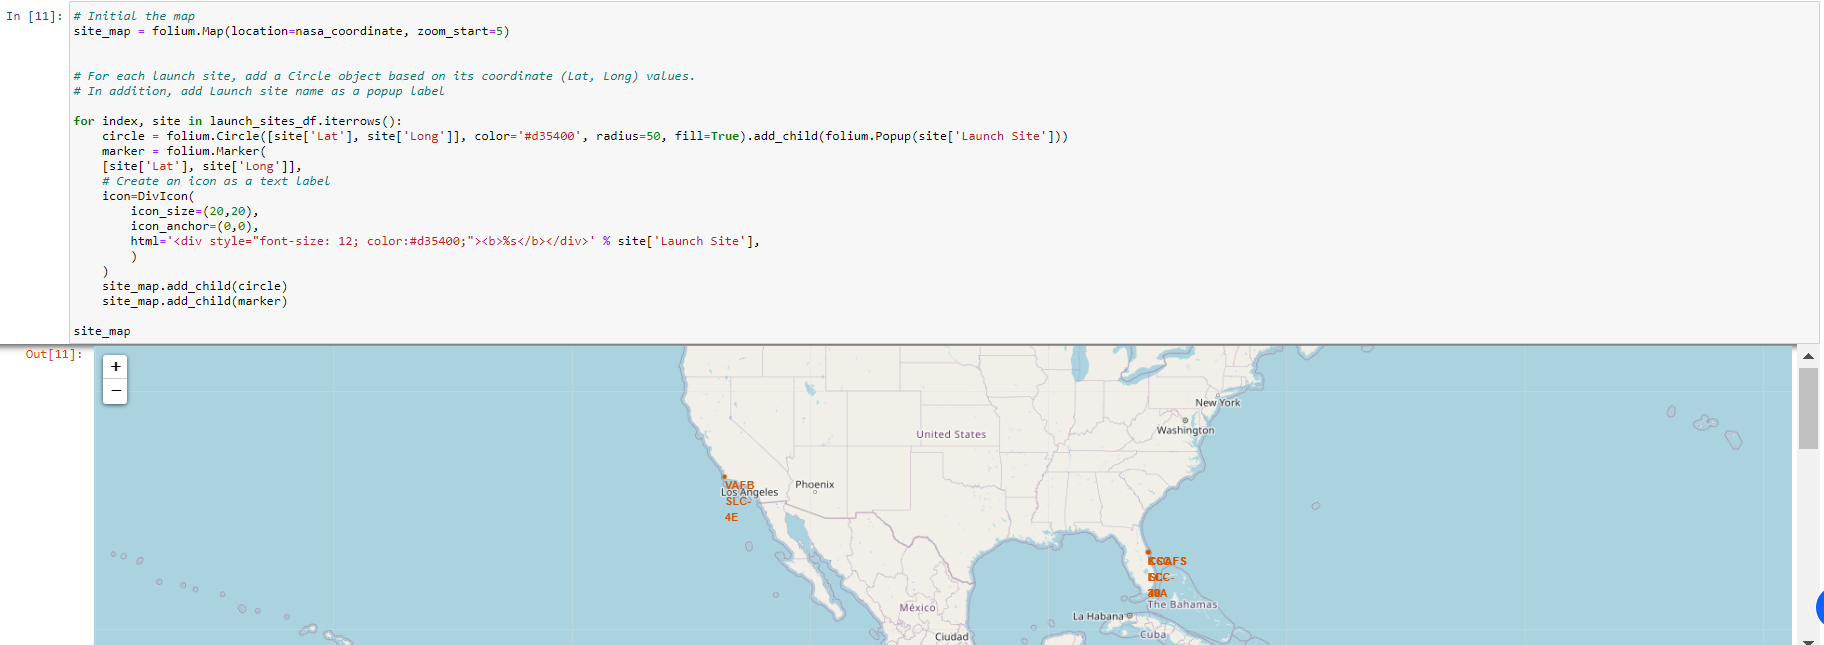 In [11]:
# Initial the map
site_map = folium.Map(location=nasa_coordinate, zoom_start=5)
# For each launch site, add a Circle object based on its coordinate (Lat, Long) values.
# In addition, add Launch site name as a popup label
for index, site in launch_sites_df.iterrows():
    circle = folium.Circle([site['Lat'], site['Long']], color='#d35400', radius=50, fill=True).add_child(folium.Popup(site['Launch Site']))
    marker = folium.Marker(
    [site['Lat'], site['Long']],
    # Create an icon as a text label
    icon=DivIcon(
        icon_size=(20,20),
        icon_anchor=(0,0),
        html='<div style="font-size: 12; color:#d35400;"><b>%s</b></div>' % site['Launch Site'],
        )
    )
    site_map.add_child(circle)
    site_map.add_child(marker)
site_map
Out[11]:
+
−
New York
Washington
United States
Phoenix
VAFB
Los Angeles
SLC-
4E
The Bahamas
México
La Habana
Cuba
Ciudad